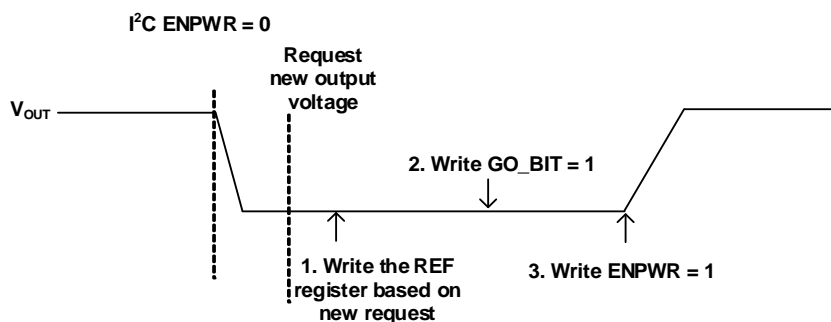 I²C ENPWR = 0
Request
new output
voltage
VOUT
2. Write GO_BIT = 1
1. Write the REF
register based on
new request
3. Write ENPWR = 1